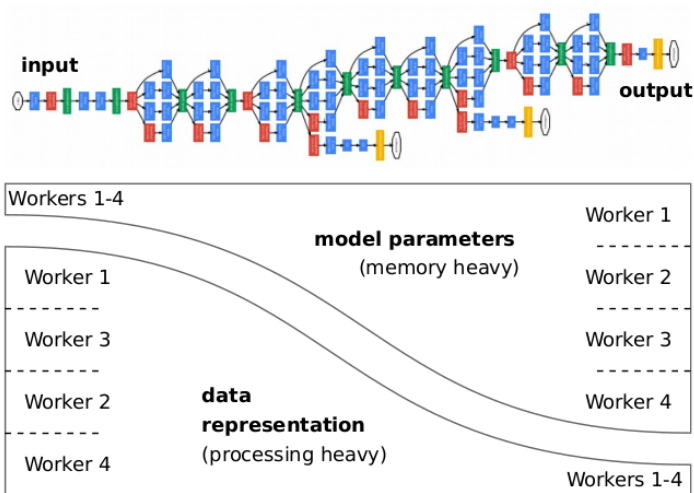 input
output
Workers 1-4
Worker 1
model parameters
(memory heavy)
Worker 2
Worker 3
Worker 4
Worker 1
Worker 3
Worker 2
Worker 4
data
representation
(processing heavy)
Workers 1-4